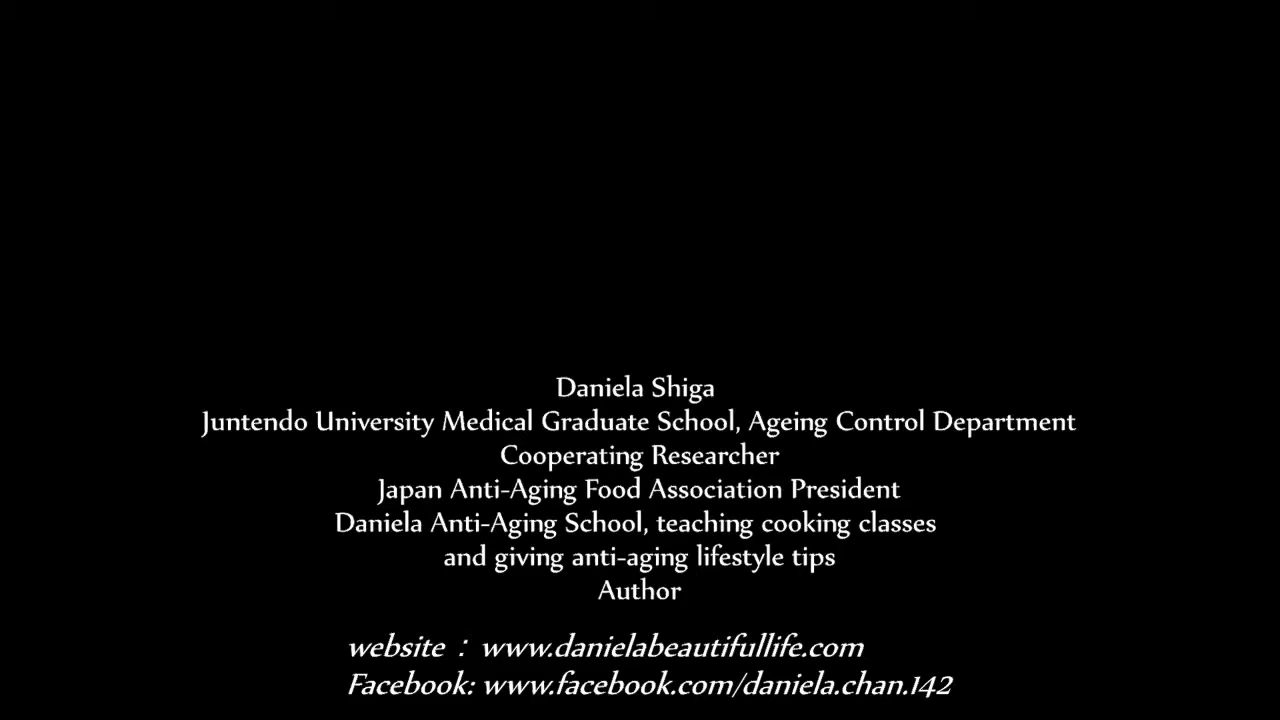 Daniela Shiga
Juntendo University Medical Graduate School, Ageing Control Department
Cooperating Researcher
Japan Anti-Aging Food Association President
Daniela Anti-Aging School, teaching cooking classes
and giving anti-aging lifestyle tips
Author
website : www.danielabeautifullife.com
Facebook: www.facebook.com/daniela.chan.142